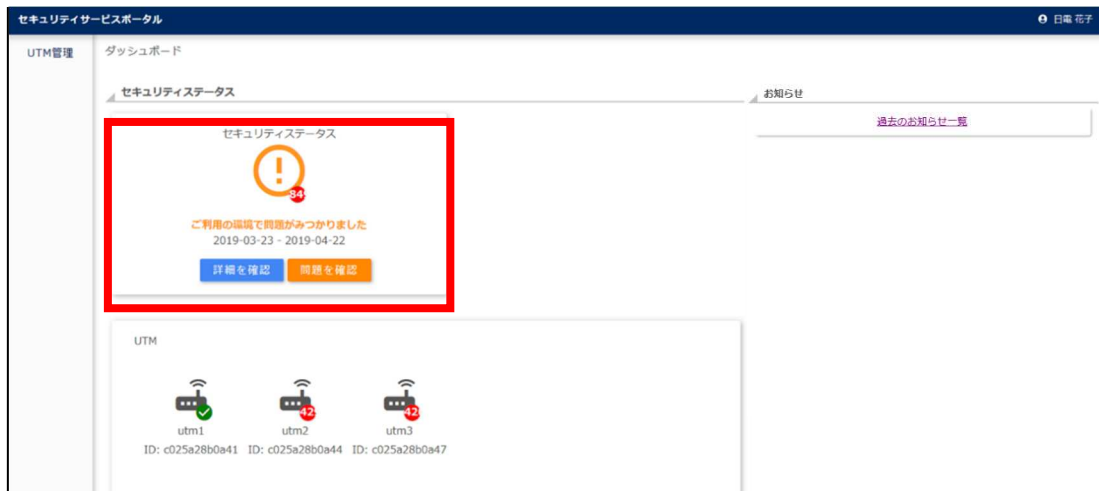 セキュリティサービスポータル
日電 花子
UTM管理
ダッシュボード
セキュリティステータス
お知らせ
過去のお知らせ一覧
セキュリティステータス
84
ご利用の環境で問題がみつかりました
2019-03-23 - 2019-04-22
詳細を確認
問題を確認
UTM
42
42
utm1
utm2
utm3
ID: c025a28b0a41
ID: c025a28b0a44
ID: c025a28b0a47